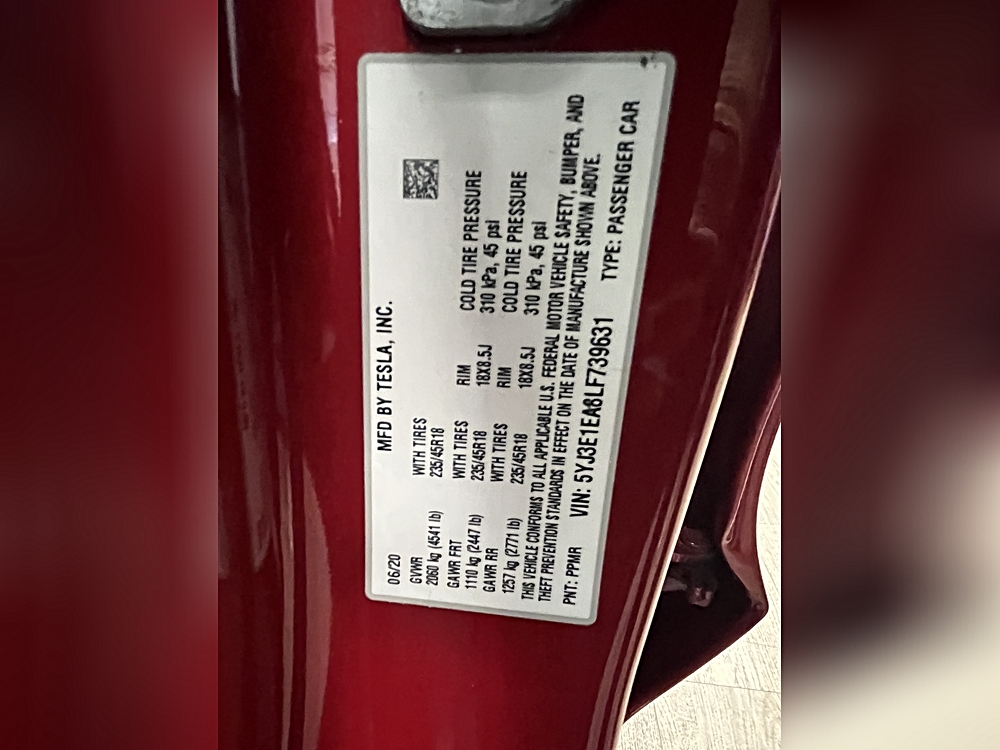 MFD BY TESLA, INC.
06/20
GVWR WITH TIRES
2060 kg (4541 lb) 235/45R18
GAWR FRT WITH TIRES RIM COLD TIRE PRESSURE
1110 kg (2447 lb) 235/45R18 18X8.5J 310 kPa, 45 psi
GAWR RR WITH TIRES RIM COLD TIRE PRESSURE
1257 kg (2771 lb) 235/45R18 18X8.5J 310 kPa, 45 psi
THIS VEHICLE CONFORMS TO ALL APPLICABLE U.S. FEDERAL MOTOR VEHICLE SAFETY, BUMPER, AND
THEFT PREVENTION STANDARDS IN EFFECT ON THE DATE OF MANUFACTURE SHOWN ABOVE.
PNT: PPMR VIN: 5YJ3E1EA8LF739631 TYPE: PASSENGER CAR